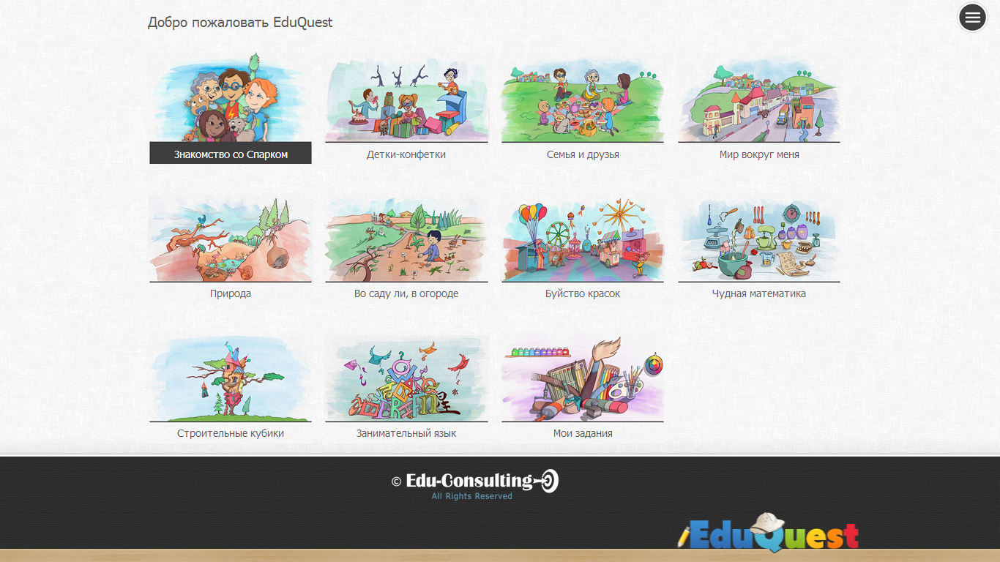 Добро пожаловать EduQuest
Знакомство со Спарком
Детки-конфетки
Семья и друзья
Мир вокруг меня
Природа
Во саду ли, в огороде
Буйство красок
Чудная математика
Строительные кубики
Занимательный язык
Мои задания
© Edu-Consulting
All Rights Reserved
EduQuest